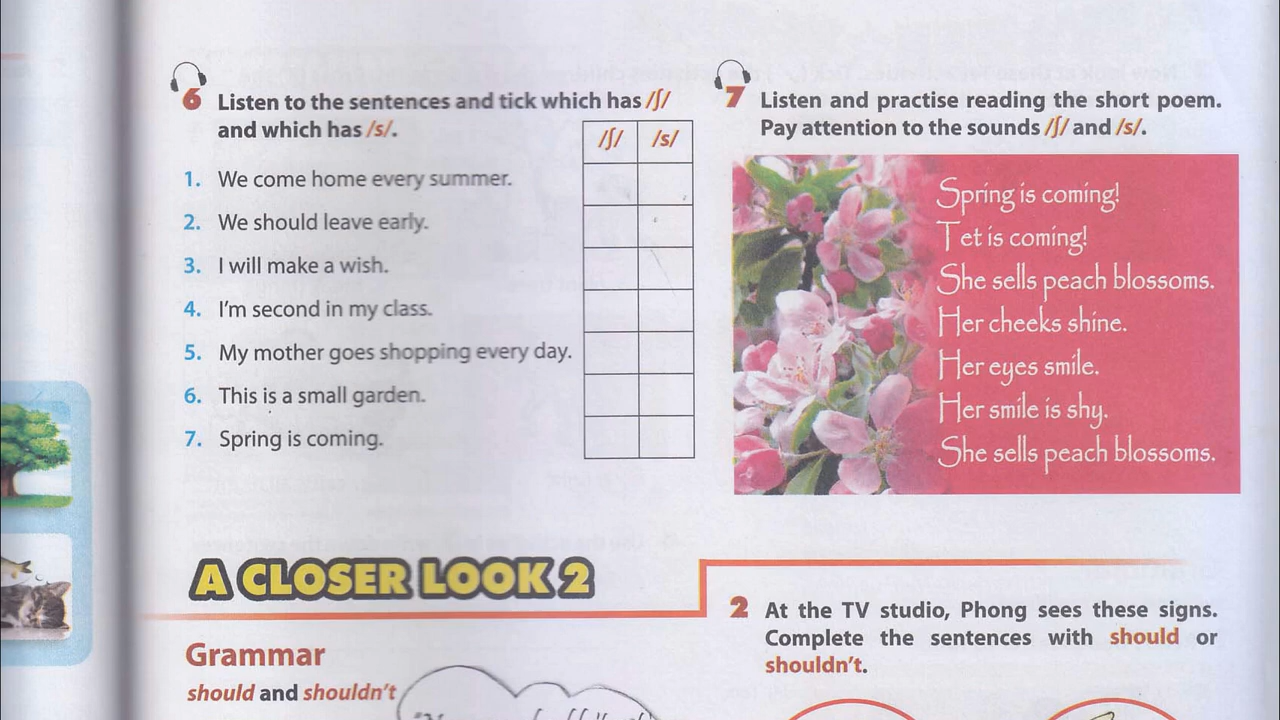 6 Listen to the sentences and tick which has /ʃ/
and which has /s/.
/ʃ/ /s/
1. We come home every summer.
2. We should leave early.
3. I will make a wish.
4. I'm second in my class.
5. My mother goes shopping every day.
6. This is a small garden.
7. Spring is coming.
7 Listen and practise reading the short poem.
Pay attention to the sounds /ʃ/ and /s/.
Spring is coming!
Tet is coming!
She sells peach blossoms.
Her cheeks shine.
Her eyes smile.
Her smile is shy.
She sells peach blossoms.
A CLOSER LOOK 2
Grammar
should and shouldn't
2 At the TV studio, Phong sees these signs.
Complete the sentences with should or
shouldn't.